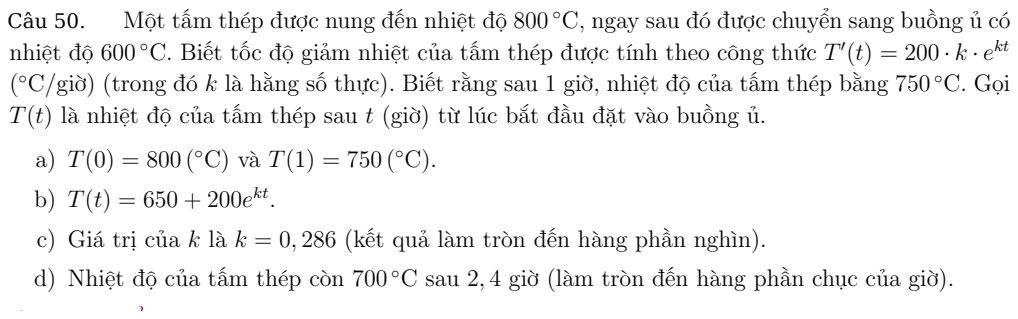 Câu 50. Một tấm thép được nung đến nhiệt độ 800 °C, ngay sau đó được chuyển sang buồng ủ có
nhiệt độ 600 °C. Biết tốc độ giảm nhiệt của tấm thép được tính theo công thức T′(t) = 200 · k · e^{kt}
(°C/giờ) (trong đó k là hằng số thực). Biết rằng sau 1 giờ, nhiệt độ của tấm thép bằng 750 °C. Gọi
T(t) là nhiệt độ của tấm thép sau t (giờ) từ lúc bắt đầu đặt vào buồng ủ.
a) T(0) = 800 (°C) và T(1) = 750 (°C).
b) T(t) = 650 + 200e^{kt}.
c) Giá trị của k là k = 0, 286 (kết quả làm tròn đến hàng phần nghìn).
d) Nhiệt độ của tấm thép còn 700 °C sau 2, 4 giờ (làm tròn đến hàng phần chục của giờ).